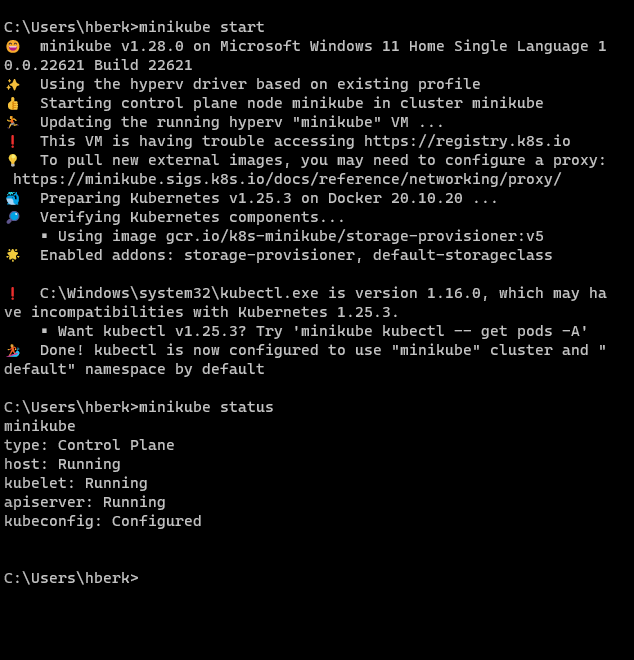 C:\Users\hberk>minikube start
😄  minikube v1.28.0 on Microsoft Windows 11 Home Single Language 1
0.0.22621 Build 22621
✨  Using the hyperv driver based on existing profile
👍  Starting control plane node minikube in cluster minikube
🏃  Updating the running hyperv "minikube" VM ...
❗  This VM is having trouble accessing https://registry.k8s.io
💡  To pull new external images, you may need to configure a proxy:
 https://minikube.sigs.k8s.io/docs/reference/networking/proxy/
🐳  Preparing Kubernetes v1.25.3 on Docker 20.10.20 ...
🔎  Verifying Kubernetes components...
    ▪ Using image gcr.io/k8s-minikube/storage-provisioner:v5
🌟  Enabled addons: storage-provisioner, default-storageclass
❗  C:\Windows\system32\kubectl.exe is version 1.16.0, which may ha
ve incompatibilities with Kubernetes 1.25.3.
    ▪ Want kubectl v1.25.3? Try 'minikube kubectl -- get pods -A'
🏄  Done! kubectl is now configured to use "minikube" cluster and "
default" namespace by default
C:\Users\hberk>minikube status
minikube
type: Control Plane
host: Running
kubelet: Running
apiserver: Running
kubeconfig: Configured
C:\Users\hberk>